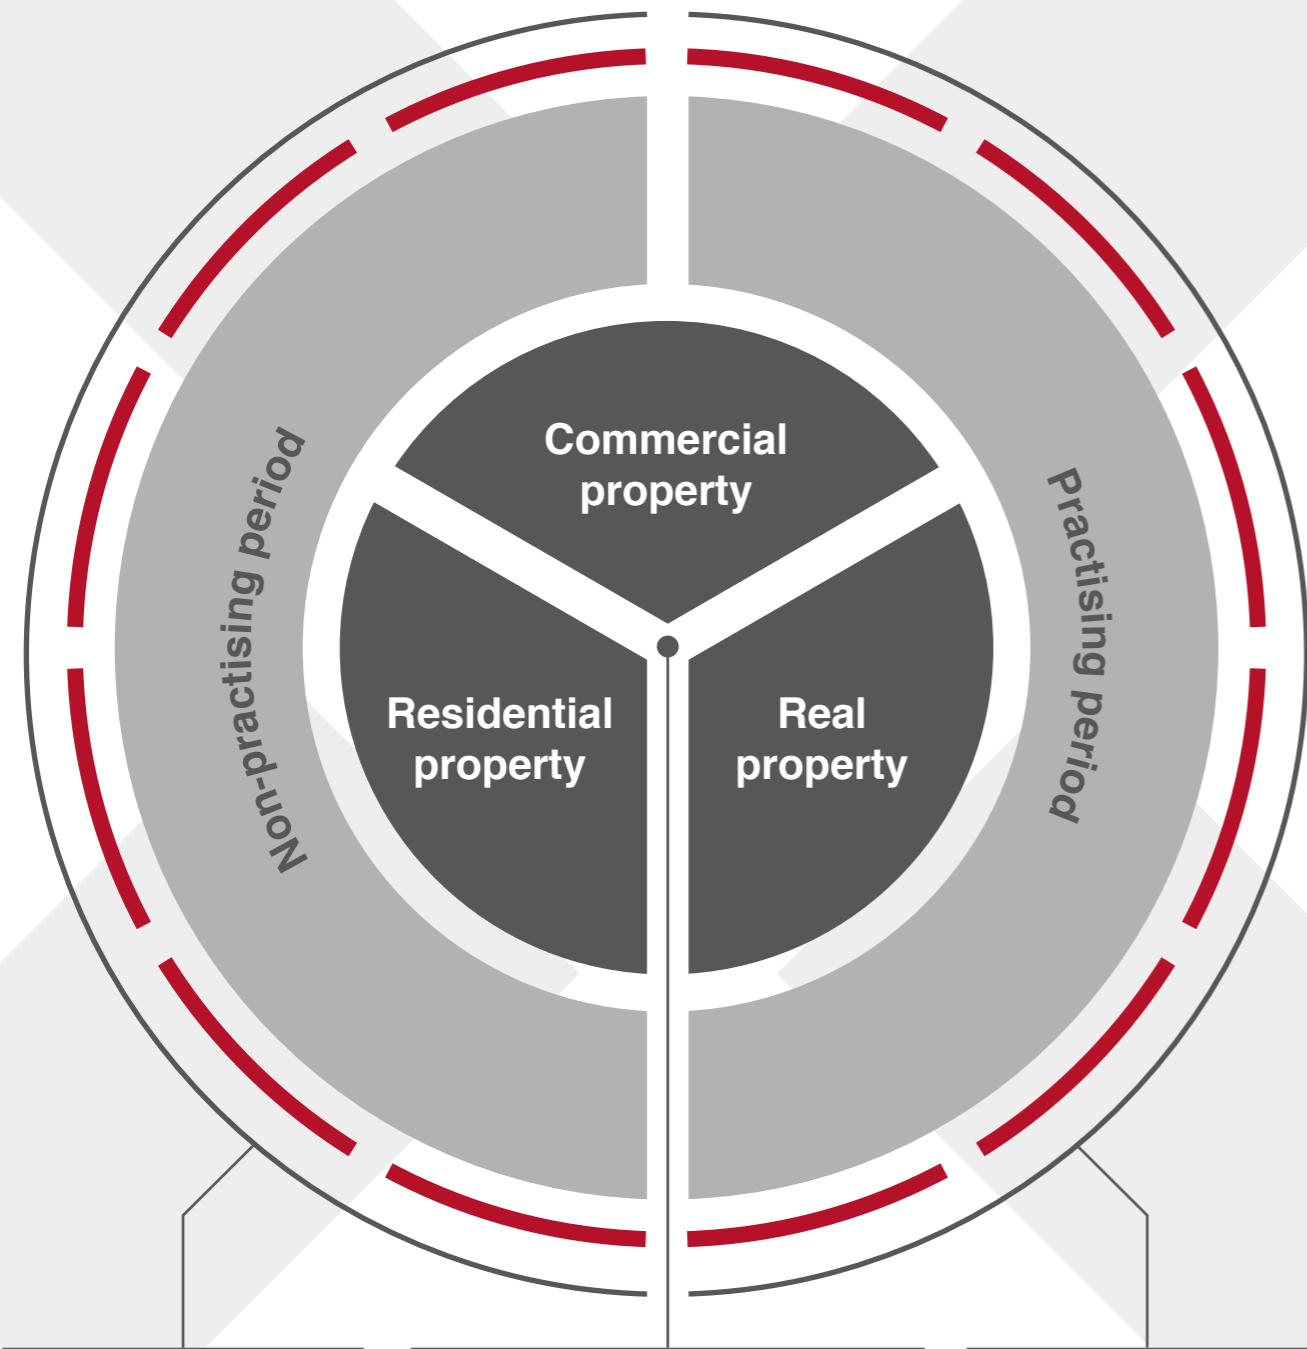 Commercial
property
Non-practising period
Practising period
Residential
property
Real
property